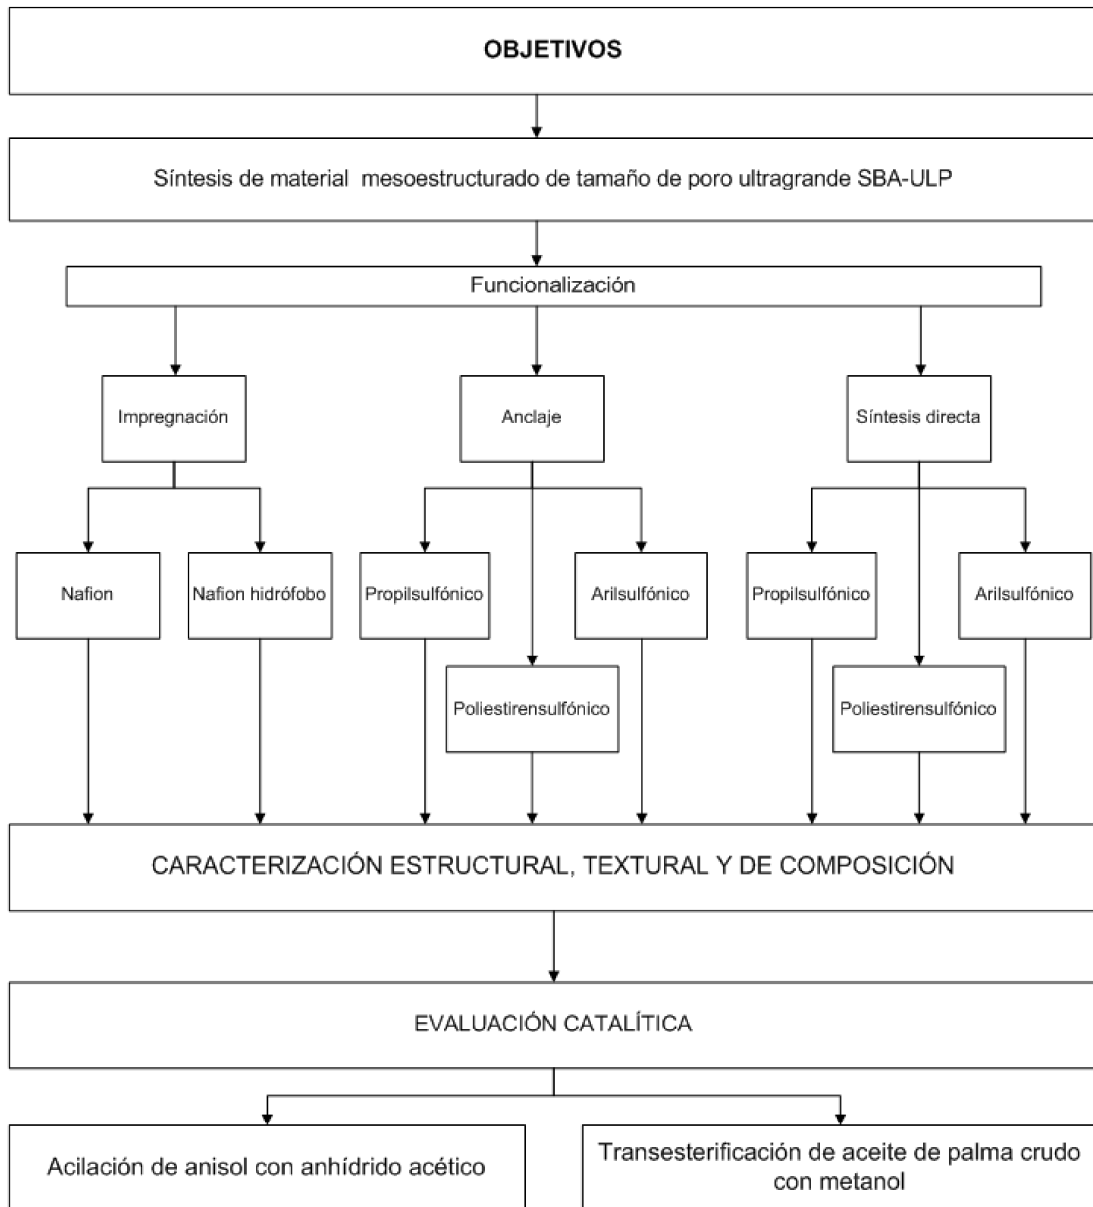 OBJETIVOS
Síntesis de material mesoestructurado de tamaño de poro ultragrande SBA-ULP
Funcionalización
Impregnación
Anclaje
Síntesis directa
Nafion
Nafion hidrófobo
Propilsulfónico
Arilsulfónico
Propilsulfónico
Arilsulfónico
Poliestirensulfónico
Poliestirensulfónico
CARACTERIZACIÓN ESTRUCTURAL, TEXTURAL Y DE COMPOSICIÓN
EVALUACIÓN CATALÍTICA
Acilación de anisol con anhídrido acético
Transesterificación de aceite de palma crudo
con metanol